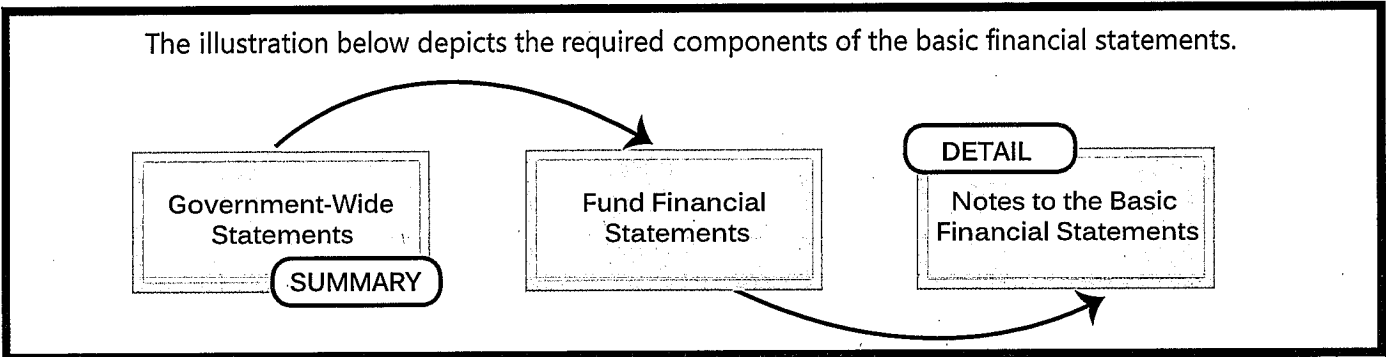 The illustration below depicts the required components of the basic financial statements.
Government-Wide
Statements
SUMMARY
Fund Financial
Statements
DETAIL
Notes to the Basic
Financial Statements